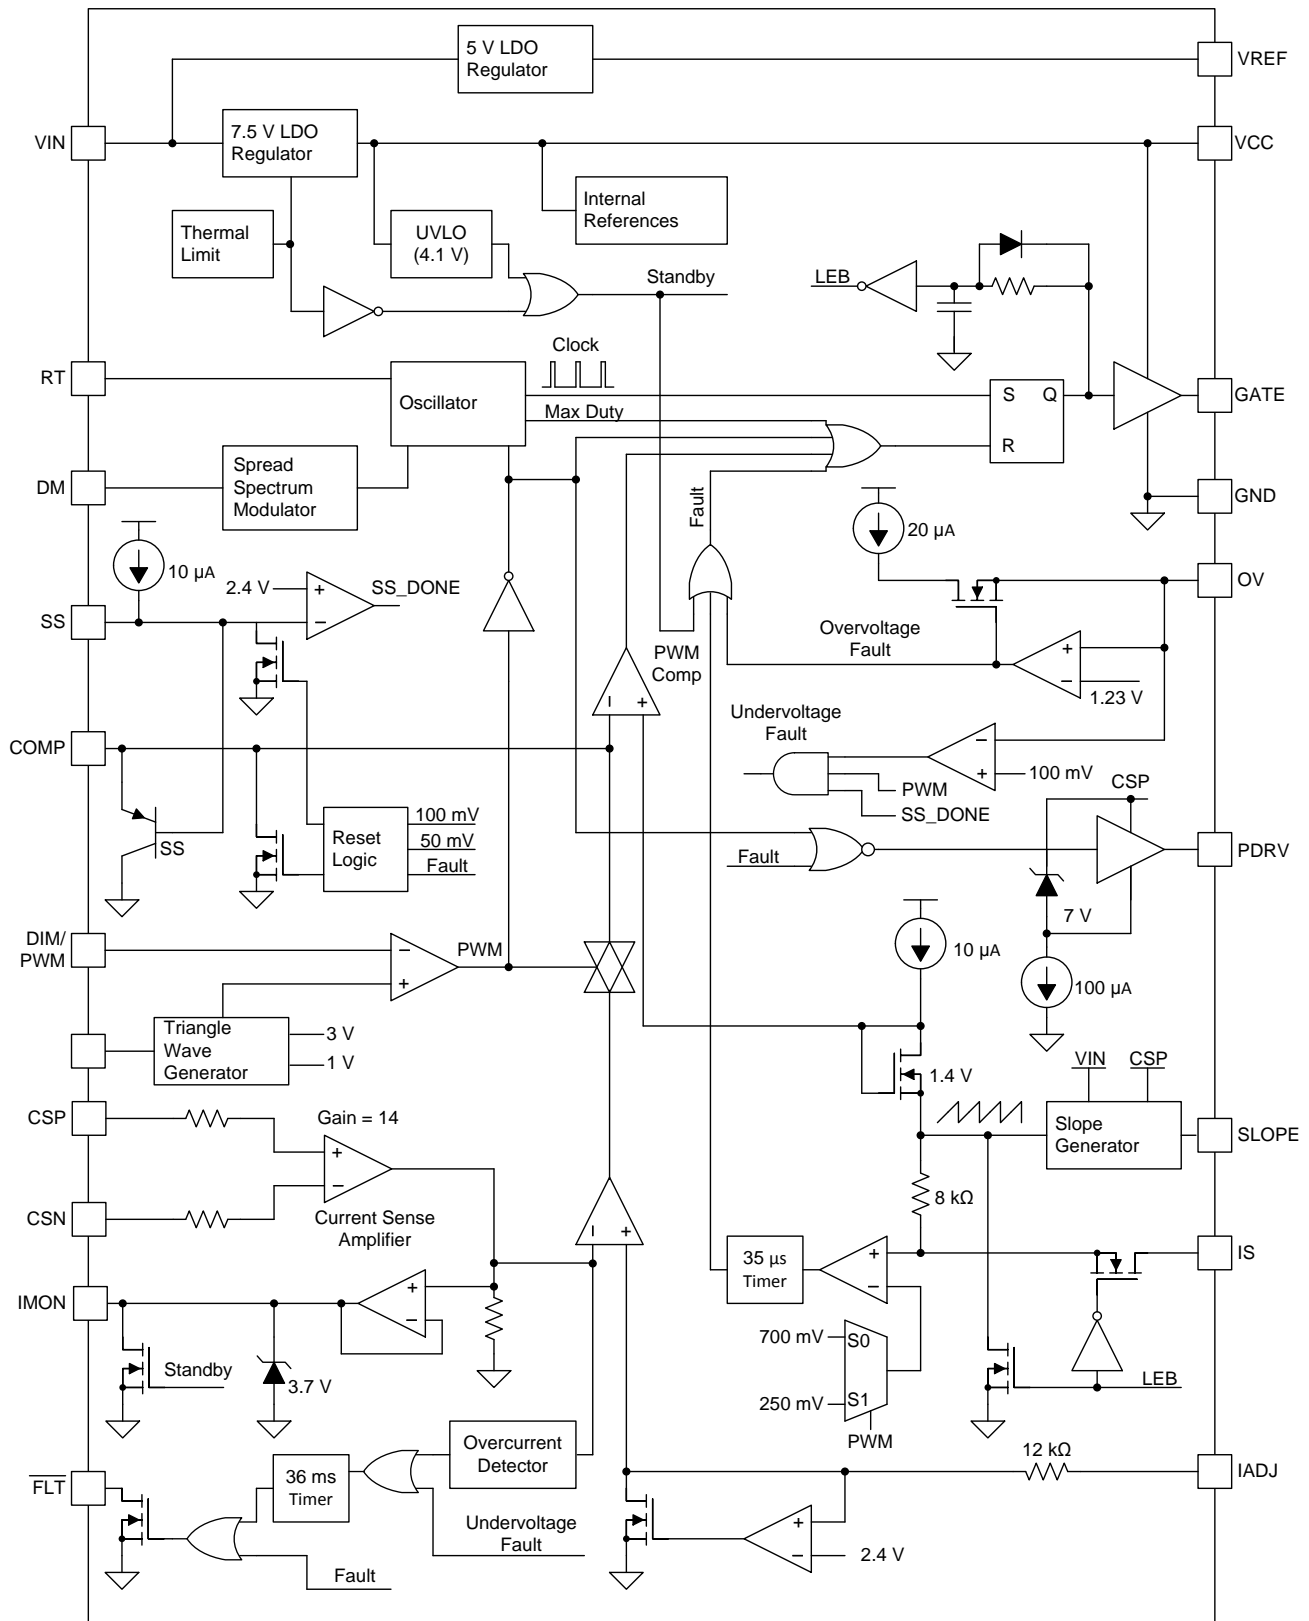 5 V LDO
Regulator
VREF
VIN
7.5 V LDO
Regulator
VCC
Thermal
Limit
UVLO
(4.1 V)
Internal
References
Standby
LEB
Clock
RT
Oscillator
Max Duty
S Q
R
GATE
DM
Spread
Spectrum
Modulator
Fault
GND
10 µA
20 µA
2.4 V
+
–
SS_DONE
OV
SS
Overvoltage
Fault
+
–
1.23 V
PWM
Comp
– +
Undervoltage
Fault
–
+
100 mV
PWM
SS_DONE
COMP
SS
Reset
Logic
100 mV
50 mV
Fault
CSP
Fault
PDRV
7 V
100 µA
DIM/
PWM
–
+
PWM
10 µA
Triangle
Wave
Generator
3 V
1 V
1.4 V
VIN
CSP
CSP
Gain = 14
+
–
Slope
Generator
SLOPE
8 kΩ
CSN
Current Sense
Amplifier
– +
35 µs
Timer
+
–
IS
IMON
+
–
Standby
3.7 V
700 mV
S0
250 mV
S1
PWM
LEB
Overcurrent
Detector
12 kΩ
IADJ
FLT
36 ms
Timer
Undervoltage
Fault
+
–
2.4 V
Fault